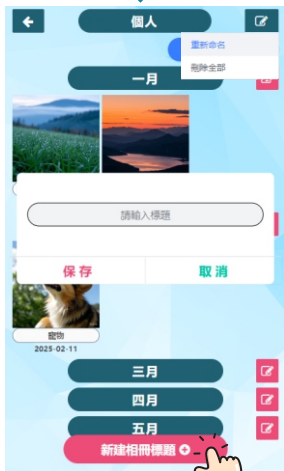 個人
重新命名
刪除全部
一月
請輸入標題
保存
取消
寵物
2025-02-11
三月
四月
五月
新建相冊標題